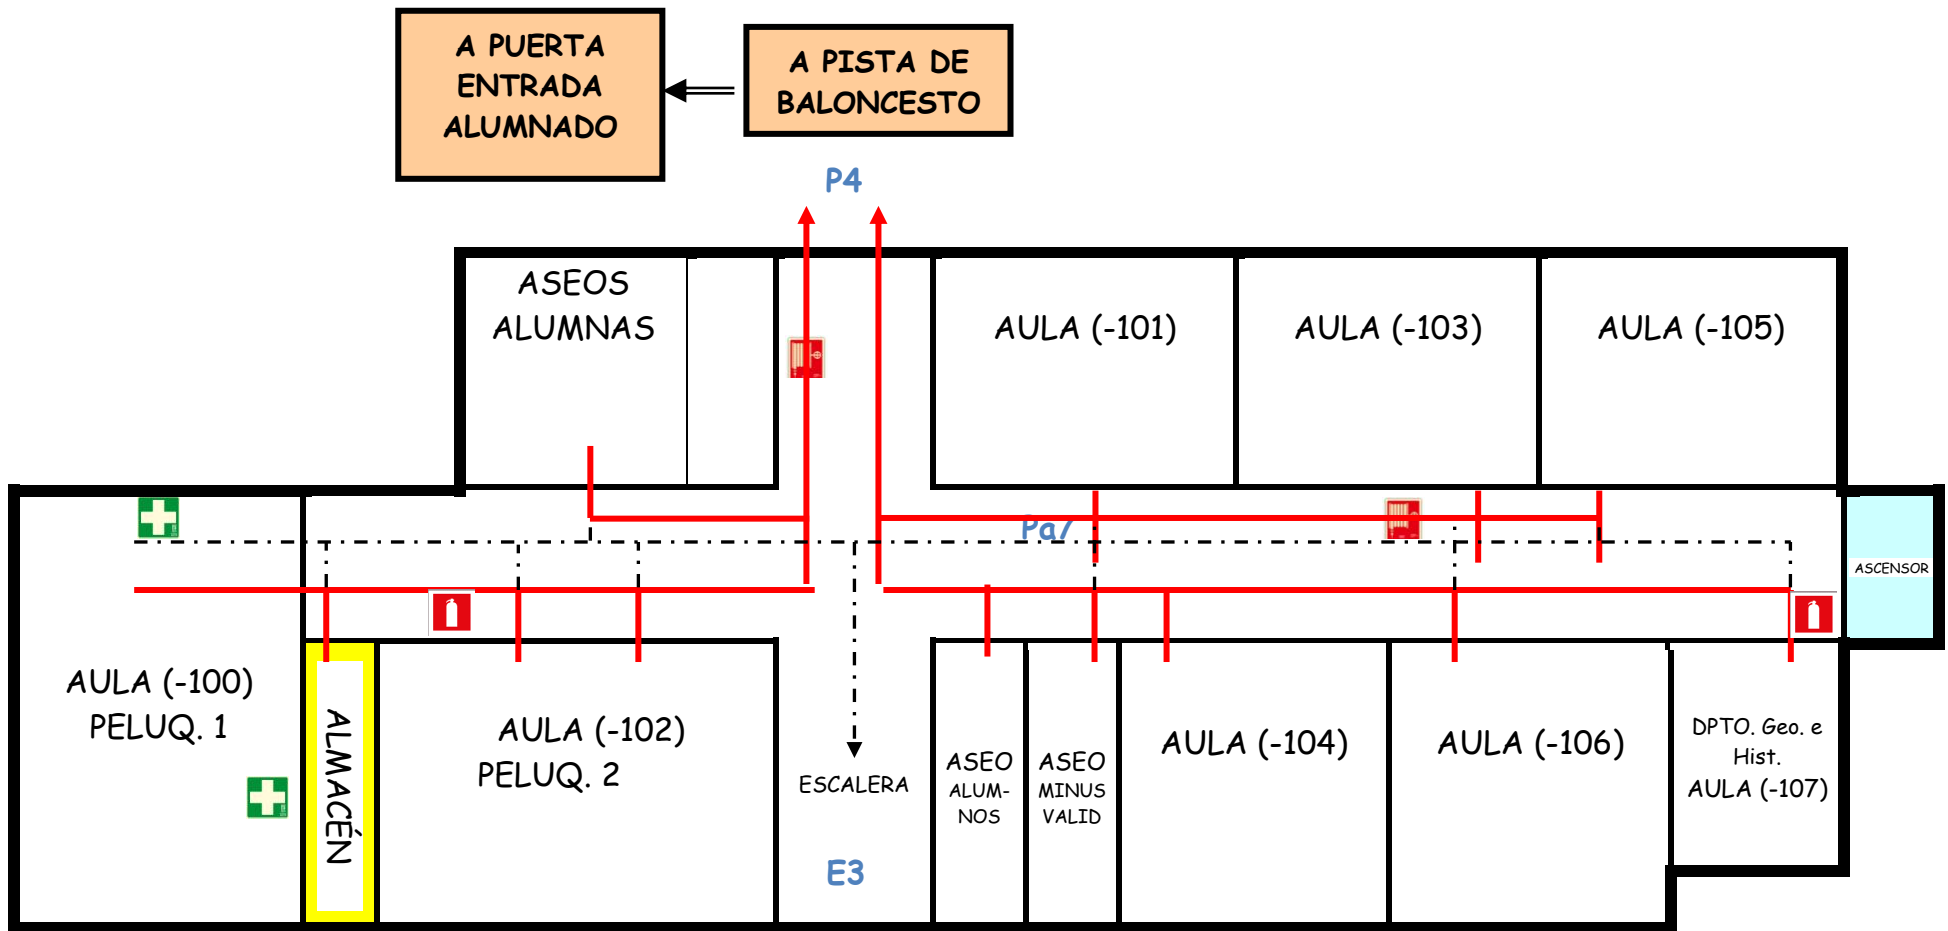 A PUERTA
ENTRADA
ALUMNADO
A PISTA DE
BALONCESTO
P4
ASEOS
ALUMNAS
AULA (-101)
AULA (-103)
AULA (-105)
Pa7
ASCENSOR
AULA (-100)
PELUQ. 1
ALMACÉN
AULA (-102)
PELUQ. 2
ESCALERA
E3
ASEO
ALUM-
NOS
ASEO
MINUS
VALID
AULA (-104)
AULA (-106)
DPTO. Geo. e
Hist.
AULA (-107)